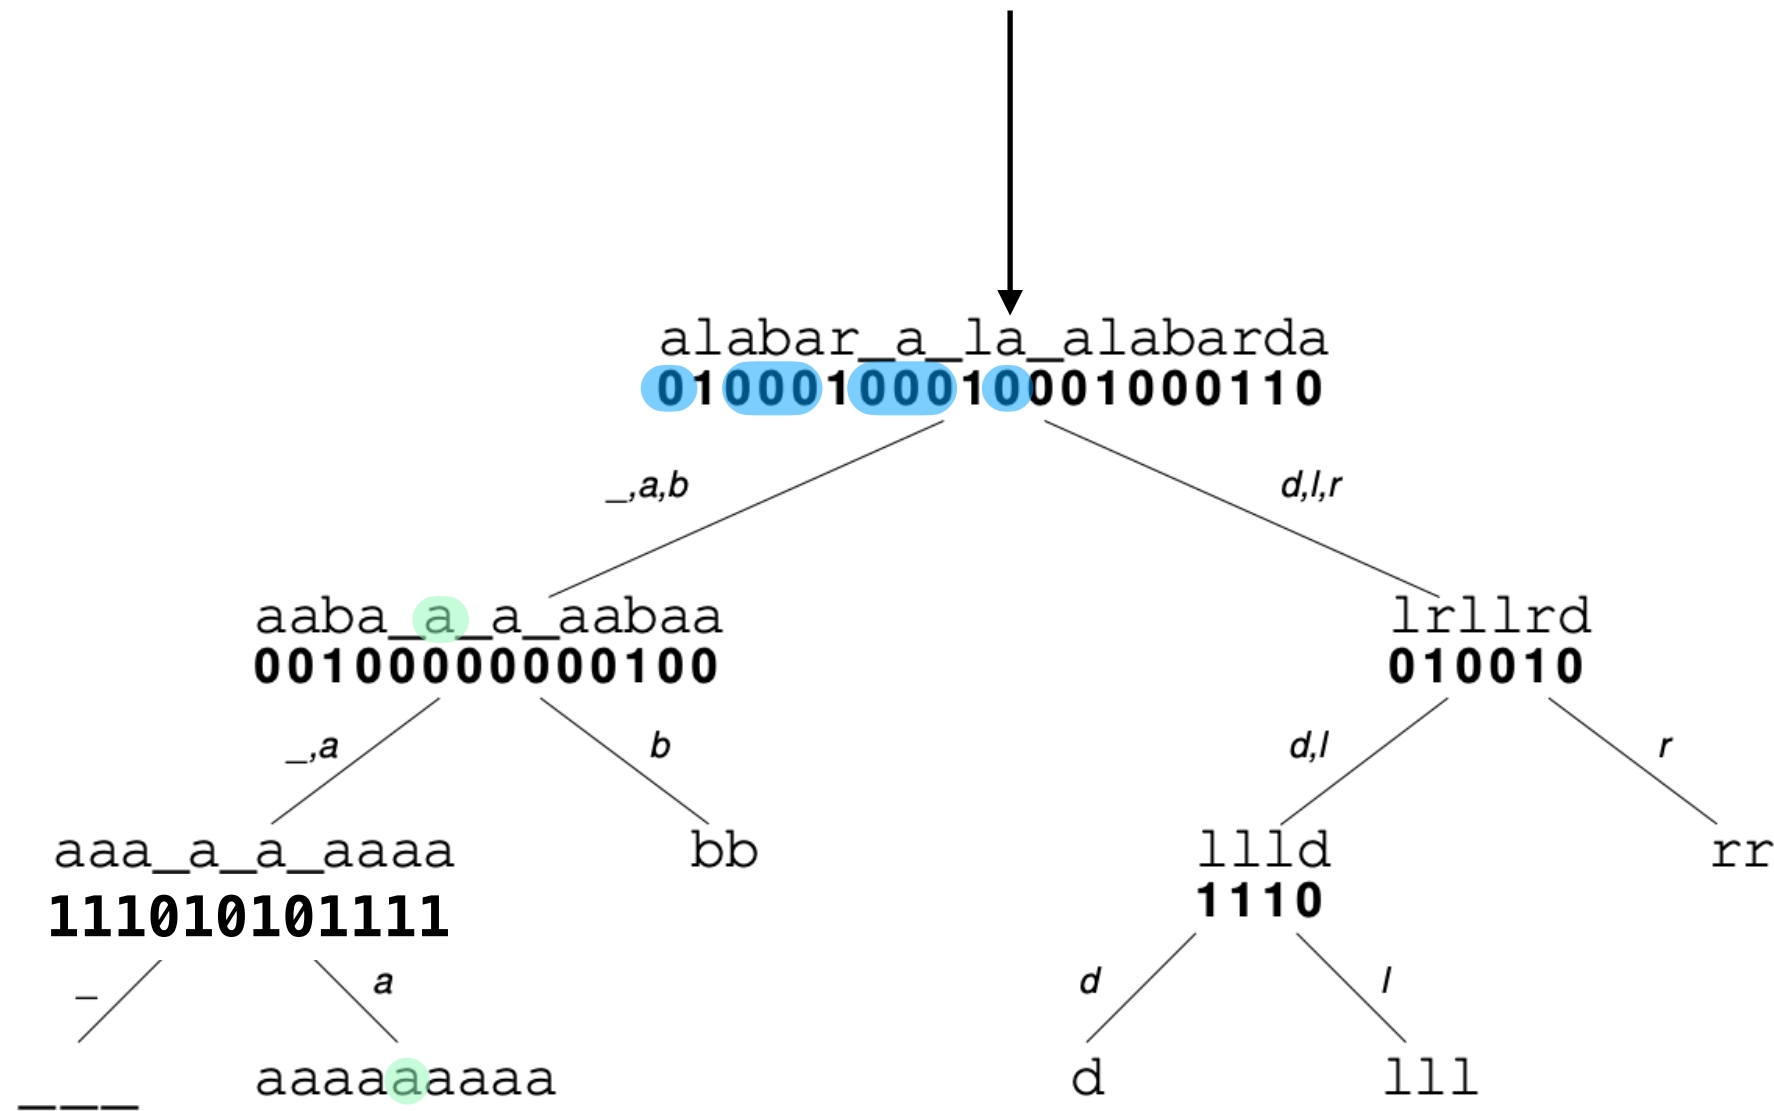 alabar_a_la_alabarda
01000100010001000110
_,a,b
d,l,r
aaba_a_a_aabaa
00100000000100
lrllrd
010010
_,a
b
d,l
r
aaa_a_a_aaaa
111010101111
bb
llld
1110
rr
_
a
d
l
___
aaaaaaaaa
d
lll